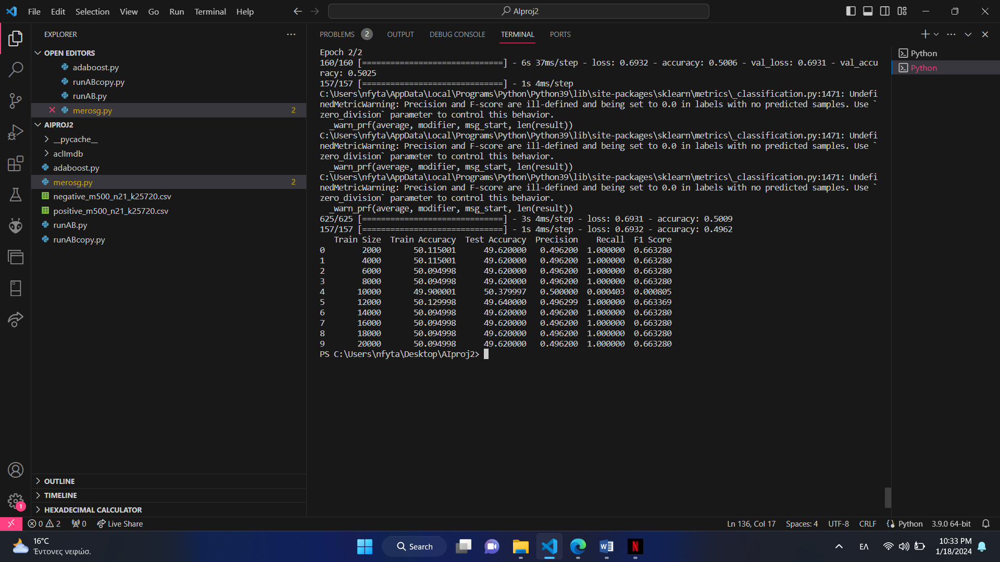 File Edit Selection View Go Run Terminal Help
AIproj2
EXPLORER
OPEN EDITORS
adaboost.py
runABcopy.py
runAB.py
merosg.py 2
AIPROJ2
__pycache__
aclImdb
adaboost.py
merosg.py 2
negative_m500_n21_k25720.csv
positive_m500_n21_k25720.csv
runAB.py
runABcopy.py
OUTLINE
TIMELINE
HEXADECIMAL CALCULATOR
PROBLEMS 2 OUTPUT DEBUG CONSOLE TERMINAL PORTS
Epoch 2/2
160/160 [==============================] - 6s 37ms/step - loss: 0.6932 - accuracy: 0.5006 - val_loss: 0.6931 - val_accu
racy: 0.5025
157/157 [==============================] - 1s 4ms/step
C:\Users\nfyta\AppData\Local\Programs\Python\Python39\lib\site-packages\sklearn\metrics\_classification.py:1471: Undefi
nedMetricWarning: Precision and F-score are ill-defined and being set to 0.0 in labels with no predicted samples. Use `
zero_division` parameter to control this behavior.
_warn_prf(average, modifier, msg_start, len(result))
C:\Users\nfyta\AppData\Local\Programs\Python\Python39\lib\site-packages\sklearn\metrics\_classification.py:1471: Undefi
nedMetricWarning: Precision and F-score are ill-defined and being set to 0.0 in labels with no predicted samples. Use `
zero_division` parameter to control this behavior.
_warn_prf(average, modifier, msg_start, len(result))
C:\Users\nfyta\AppData\Local\Programs\Python\Python39\lib\site-packages\sklearn\metrics\_classification.py:1471: Undefi
nedMetricWarning: Precision and F-score are ill-defined and being set to 0.0 in labels with no predicted samples. Use `
zero_division` parameter to control this behavior.
_warn_prf(average, modifier, msg_start, len(result))
625/625 [==============================] - 3s 4ms/step - loss: 0.6931 - accuracy: 0.5009
157/157 [==============================] - 1s 4ms/step - loss: 0.6932 - accuracy: 0.4962
Train Size Train Accuracy Test Accuracy Precision Recall F1 Score
0 2000 50.115001 49.620000 0.496200 1.000000 0.663280
1 4000 50.115001 49.620000 0.496200 1.000000 0.663280
2 6000 50.094998 49.620000 0.496200 1.000000 0.663280
3 8000 50.094998 49.620000 0.496200 1.000000 0.663280
4 10000 49.900001 50.379997 0.500000 0.000403 0.000805
5 12000 50.129998 49.640000 0.496299 1.000000 0.663369
6 14000 50.094998 49.620000 0.496200 1.000000 0.663280
7 16000 50.094998 49.620000 0.496200 1.000000 0.663280
8 18000 50.094998 49.620000 0.496200 1.000000 0.663280
9 20000 50.094998 49.620000 0.496200 1.000000 0.663280
PS C:\Users\nfyta\Desktop\AIproj2>
Python
Python
1
0 2 0 Live Share
Ln 136, Col 17 Spaces: 4 UTF-8 CRLF Python 3.9.0 64-bit
16°C
Έντονες νεφώσ.
Search
W
N
ΕΛ
10:33 PM
1/18/2024